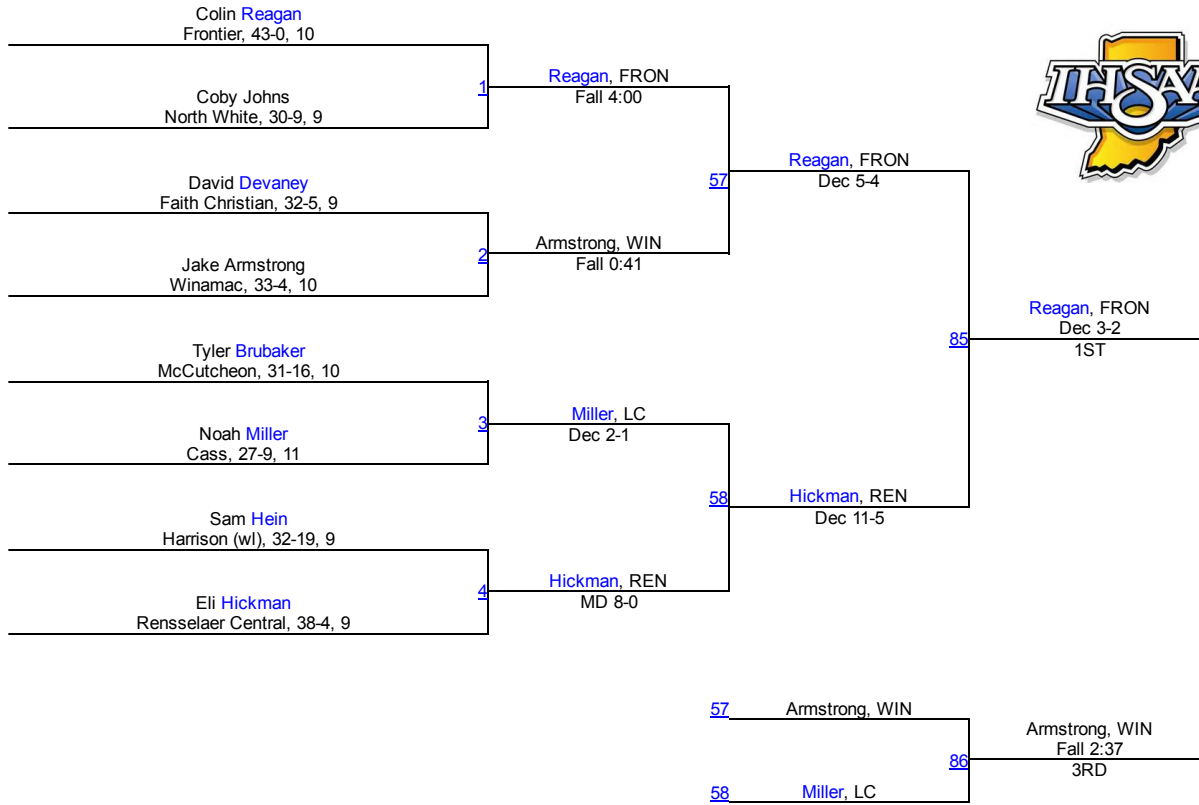 Colin Reagan
Frontier, 43-0, 10
Coby Johns
North White, 30-9, 9
David Devaney
Faith Christian, 32-5, 9
Jake Armstrong
Winamac, 33-4, 10
Tyler Brubaker
McCutcheon, 31-16, 10
Noah Miller
Cass, 27-9, 11
Sam Hein
Harrison (wl), 32-19, 9
Eli Hickman
Rensselaer Central, 38-4, 9
1
Reagan, FRON
Fall 4:00
2
Armstrong, WIN
Fall 0:41
3
Miller, LC
Dec 2-1
4
Hickman, REN
MD 8-0
57
Reagan, FRON
Dec 5-4
58
Hickman, REN
Dec 11-5
IHSAA
85
Reagan, FRON
Dec 3-2
1ST
57
Armstrong, WIN
58
Miller, LC
86
Armstrong, WIN
Fall 2:37
3RD